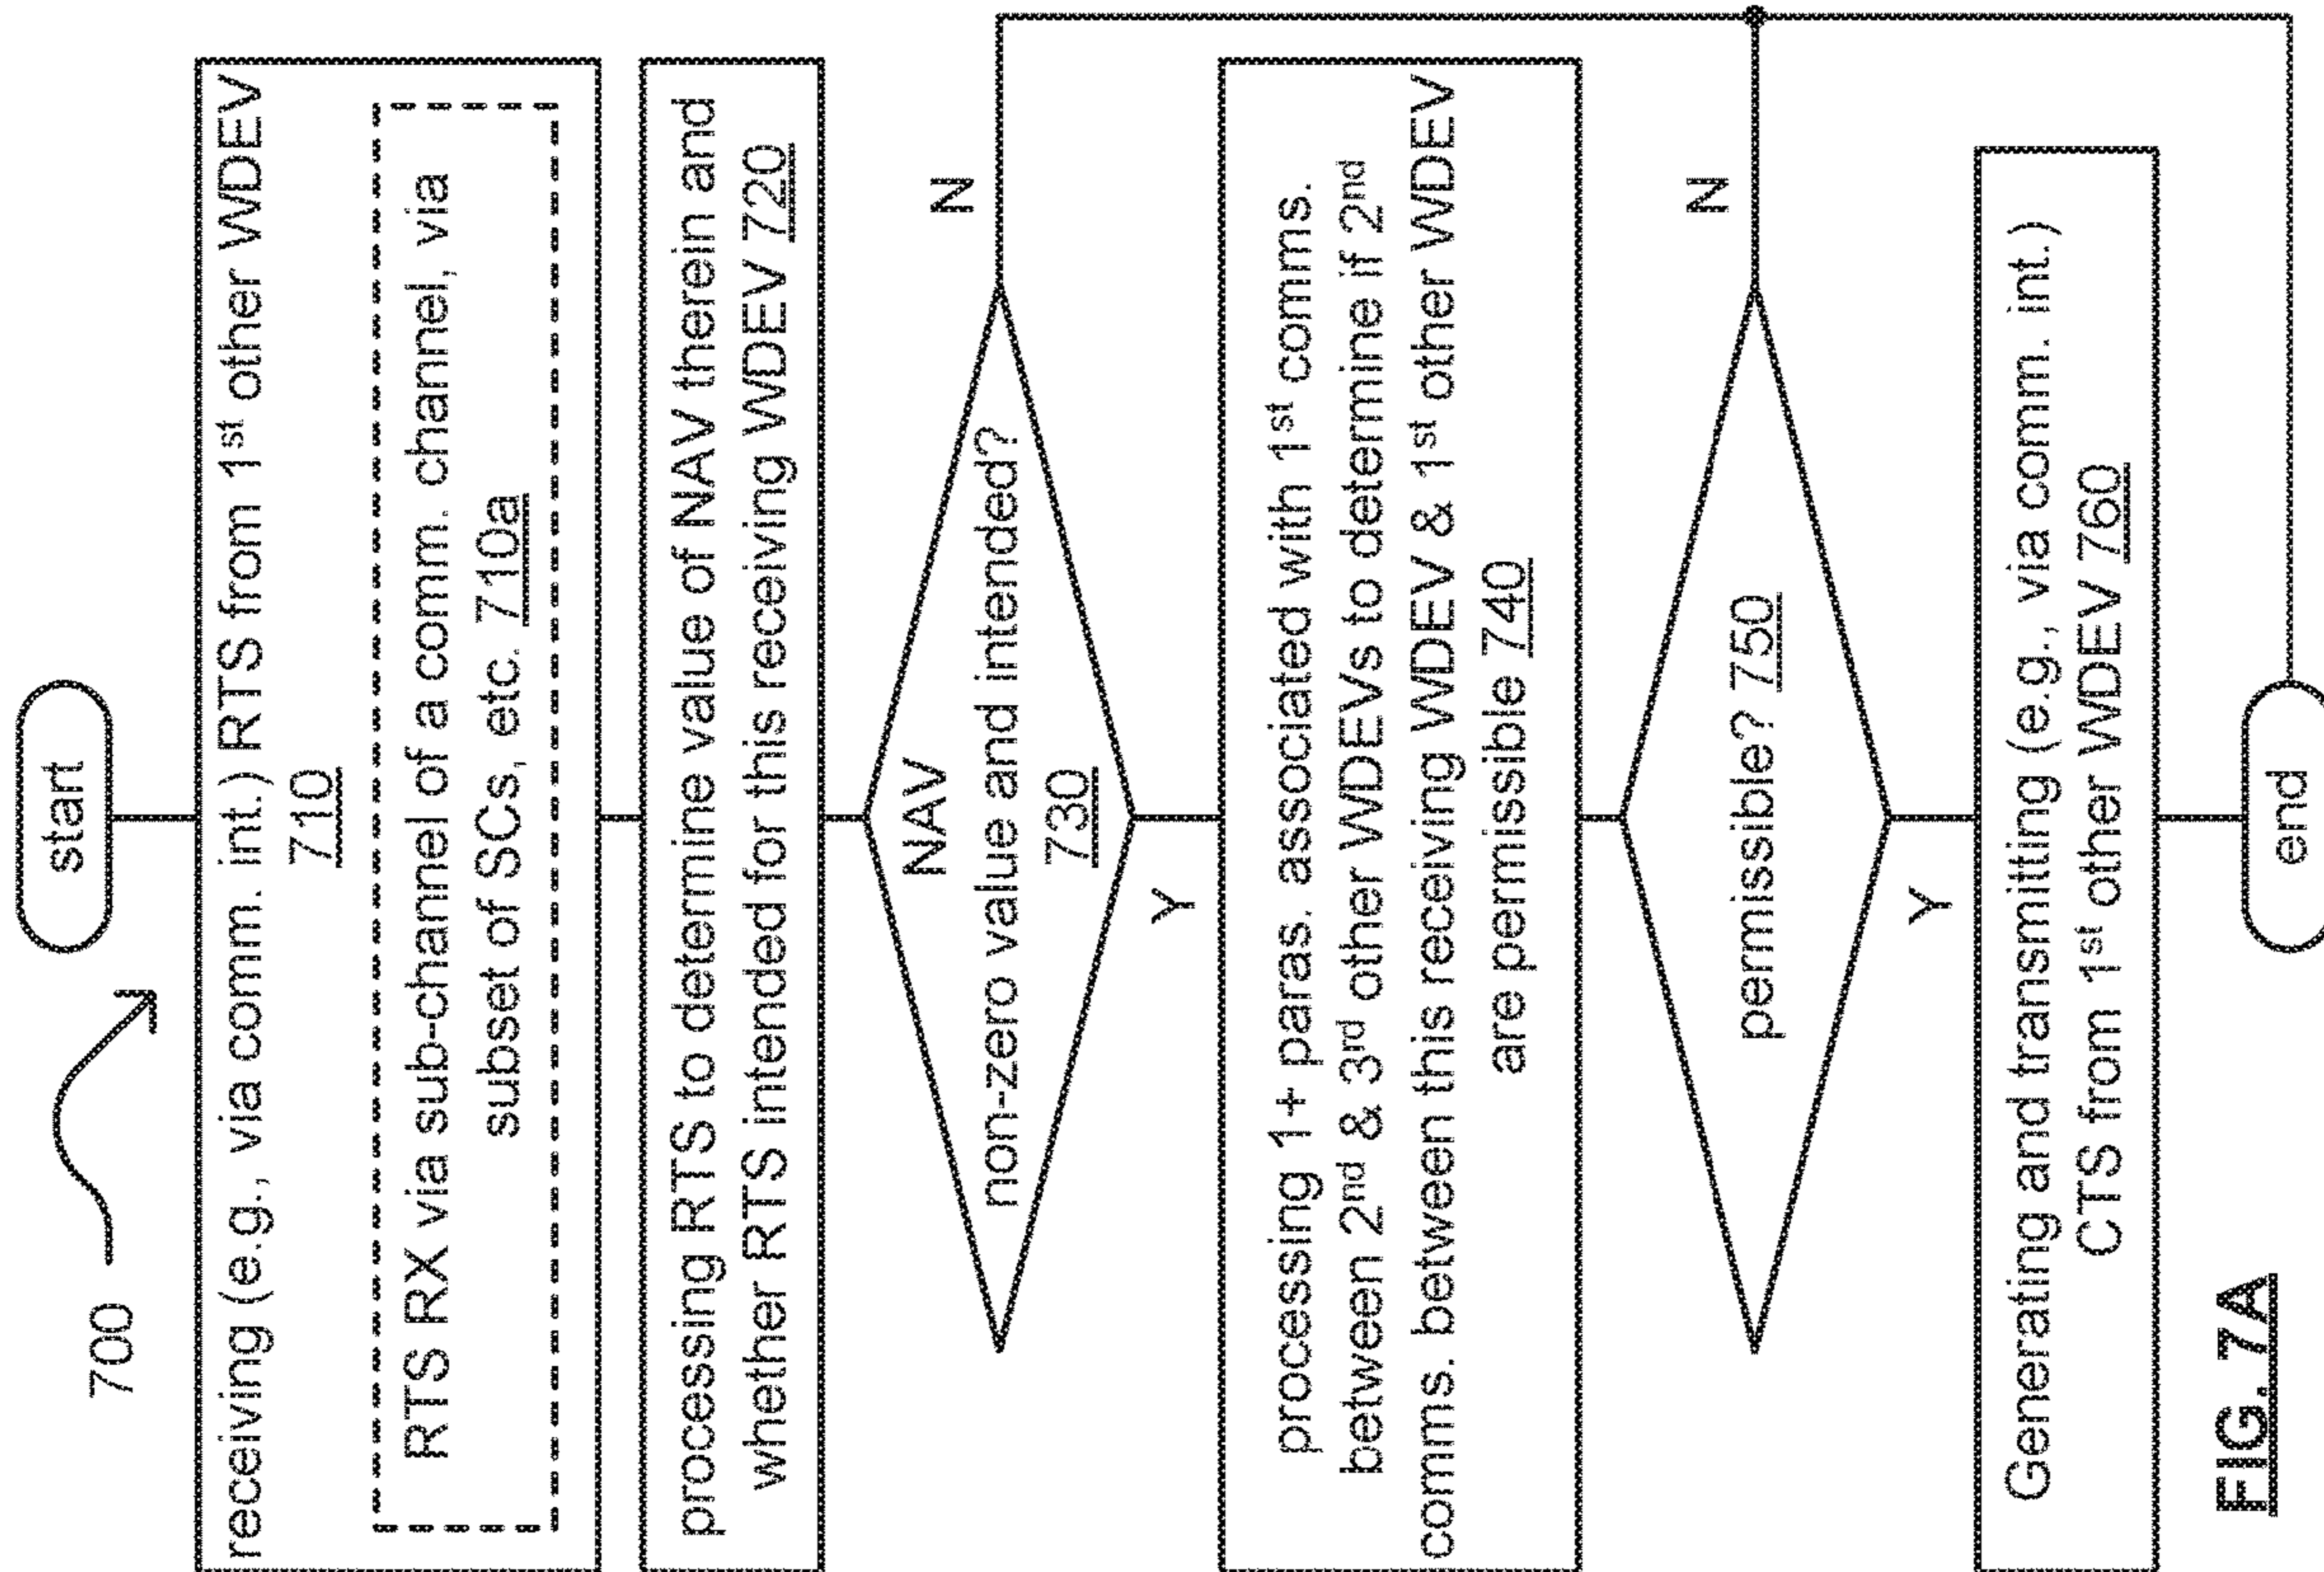 700
start
receiving (e.g., via comm. int.) RTS from 1st other WDEV
710
RTS RX via sub-channel of a comm. channel, via
subset of SCs, etc. 710a
processing RTS to determine value of NAV therein and
whether RTS intended for this receiving WDEV 720
NAV
non-zero value and intended?
730
N
Y
processing 1+ paras. associated with 1st comms.
between 2nd & 3rd other WDEVs to determine if 2nd
comms. between this receiving WDEV & 1st other WDEV
are permissible 740
permissible? 750
N
Y
Generating and transmitting (e.g., via comm. int.)
CTS from 1st other WDEV 760
end
FIG. 7A